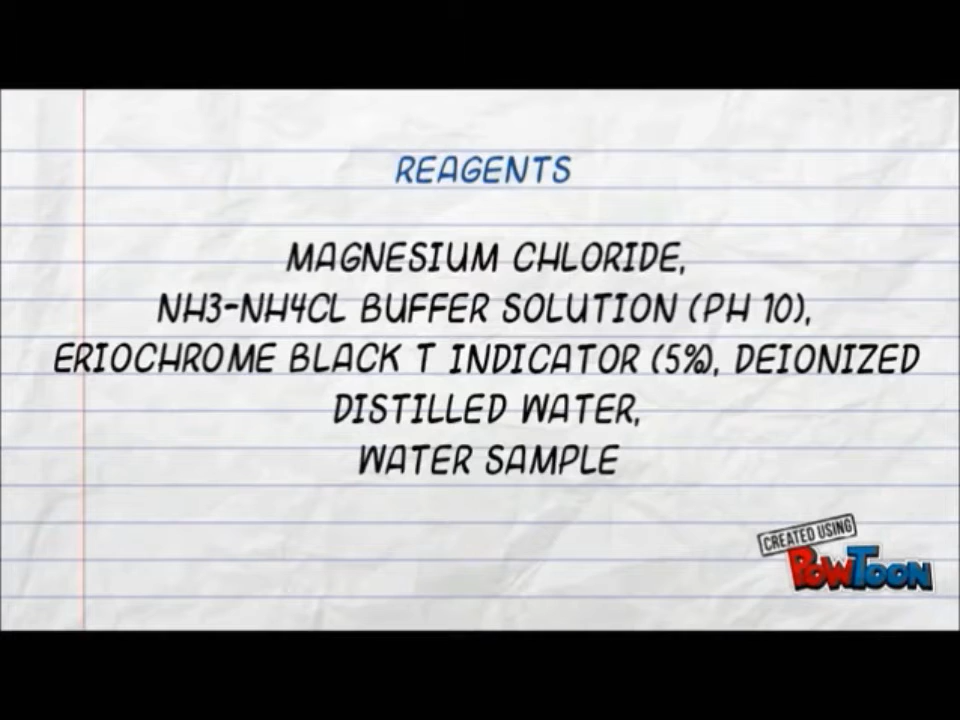 REAGENTS
MAGNESIUM CHLORIDE,
NH3-NH4CL BUFFER SOLUTION (PH 10),
ERIOCHROME BLACK T INDICATOR (5%), DEIONIZED
DISTILLED WATER,
WATER SAMPLE
CREATED USING
POWTOON